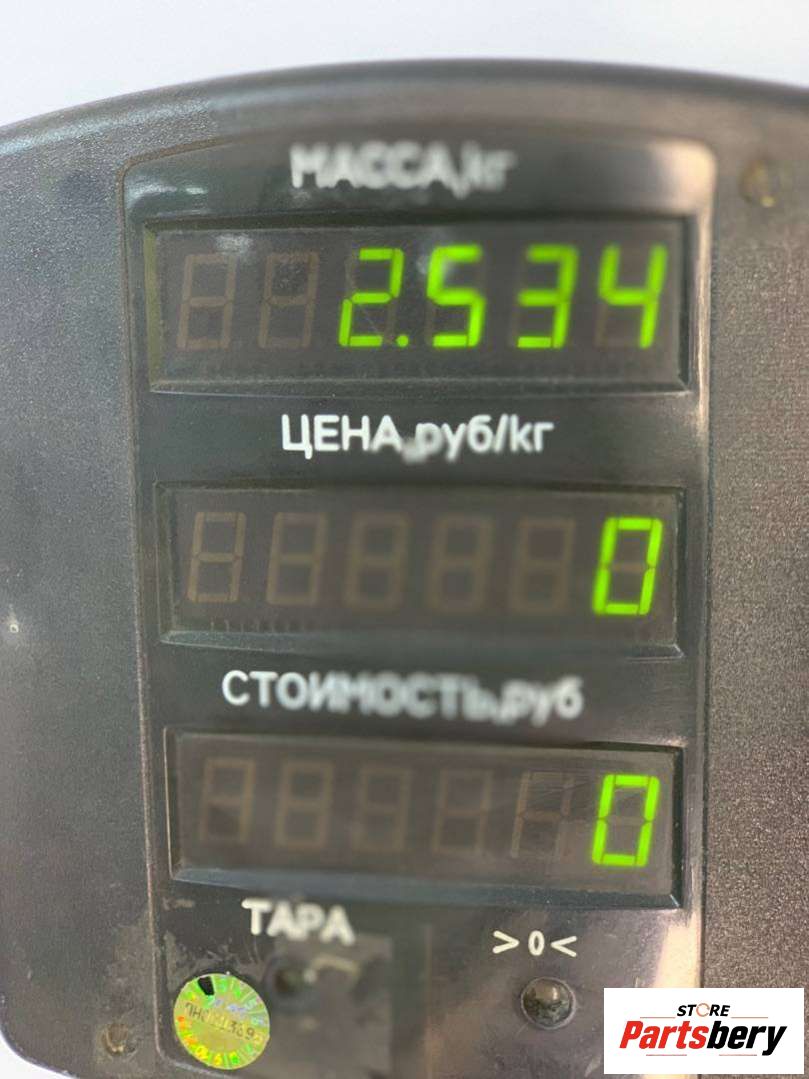 МАССА,кг
2.534
ЦЕНА,руб/кг
0
СТОИМОСТЬ,руб
0
ТАРА
>0<
STORE
Partsbery